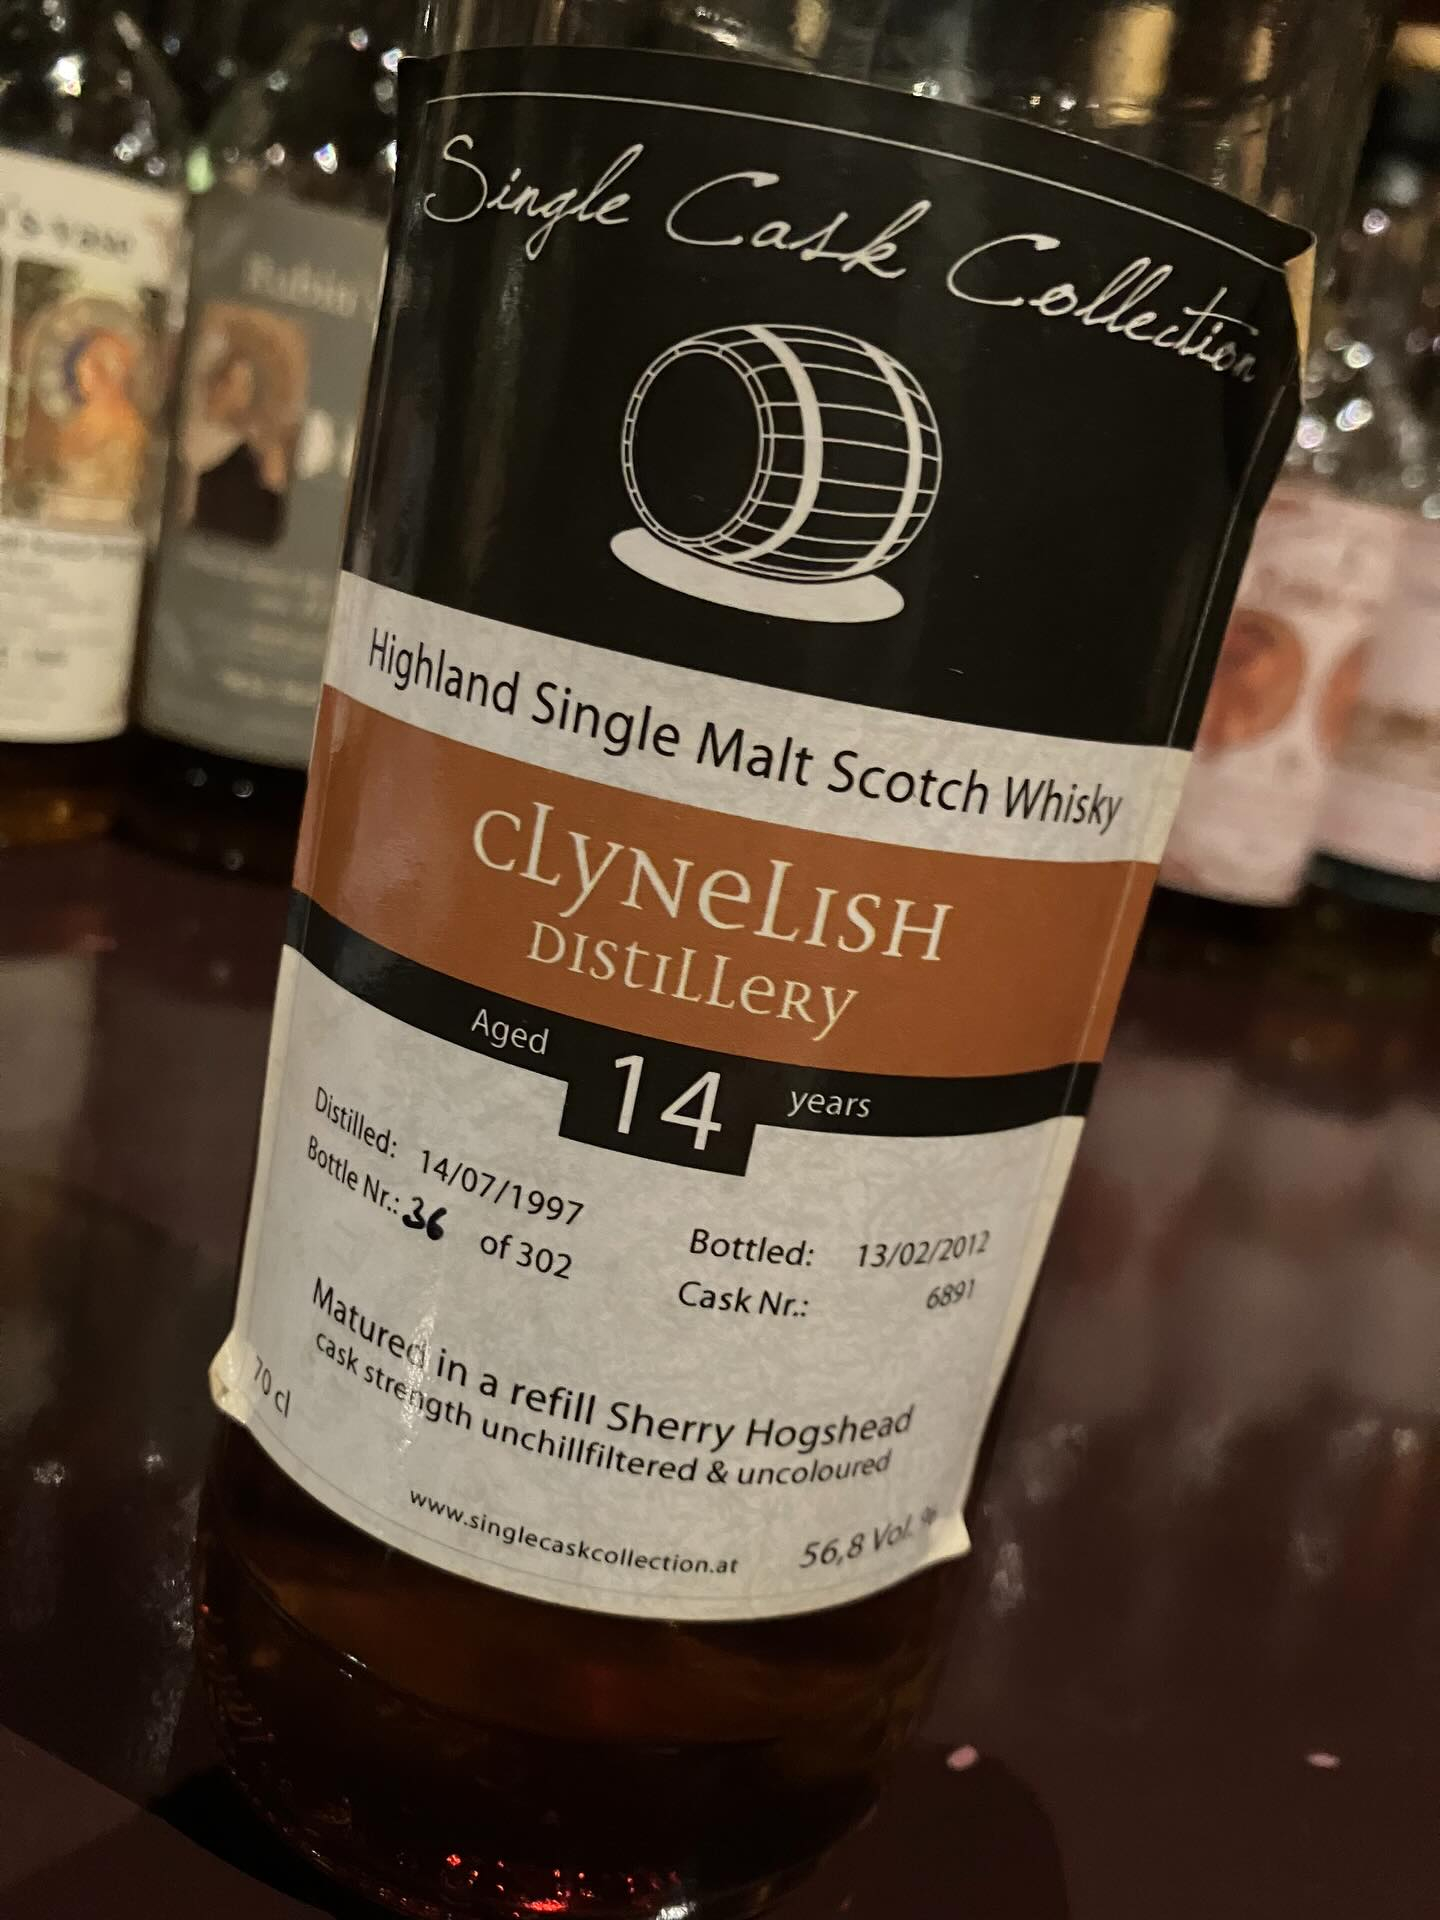 Single Cask Collection
Highland Single Malt Scotch Whisky
cLyNeLISH
DIStILLeRy
Aged 14 years
Distilled: 14/07/1997
Bottle Nr.: 36 of 302
Bottled: 13/02/2012
Cask Nr.: 6891
Matured in a refill Sherry Hogshead
cask strength unchillfiltered & uncoloured
70 cl
www.singlecaskcollection.at
56,8 Vol. %